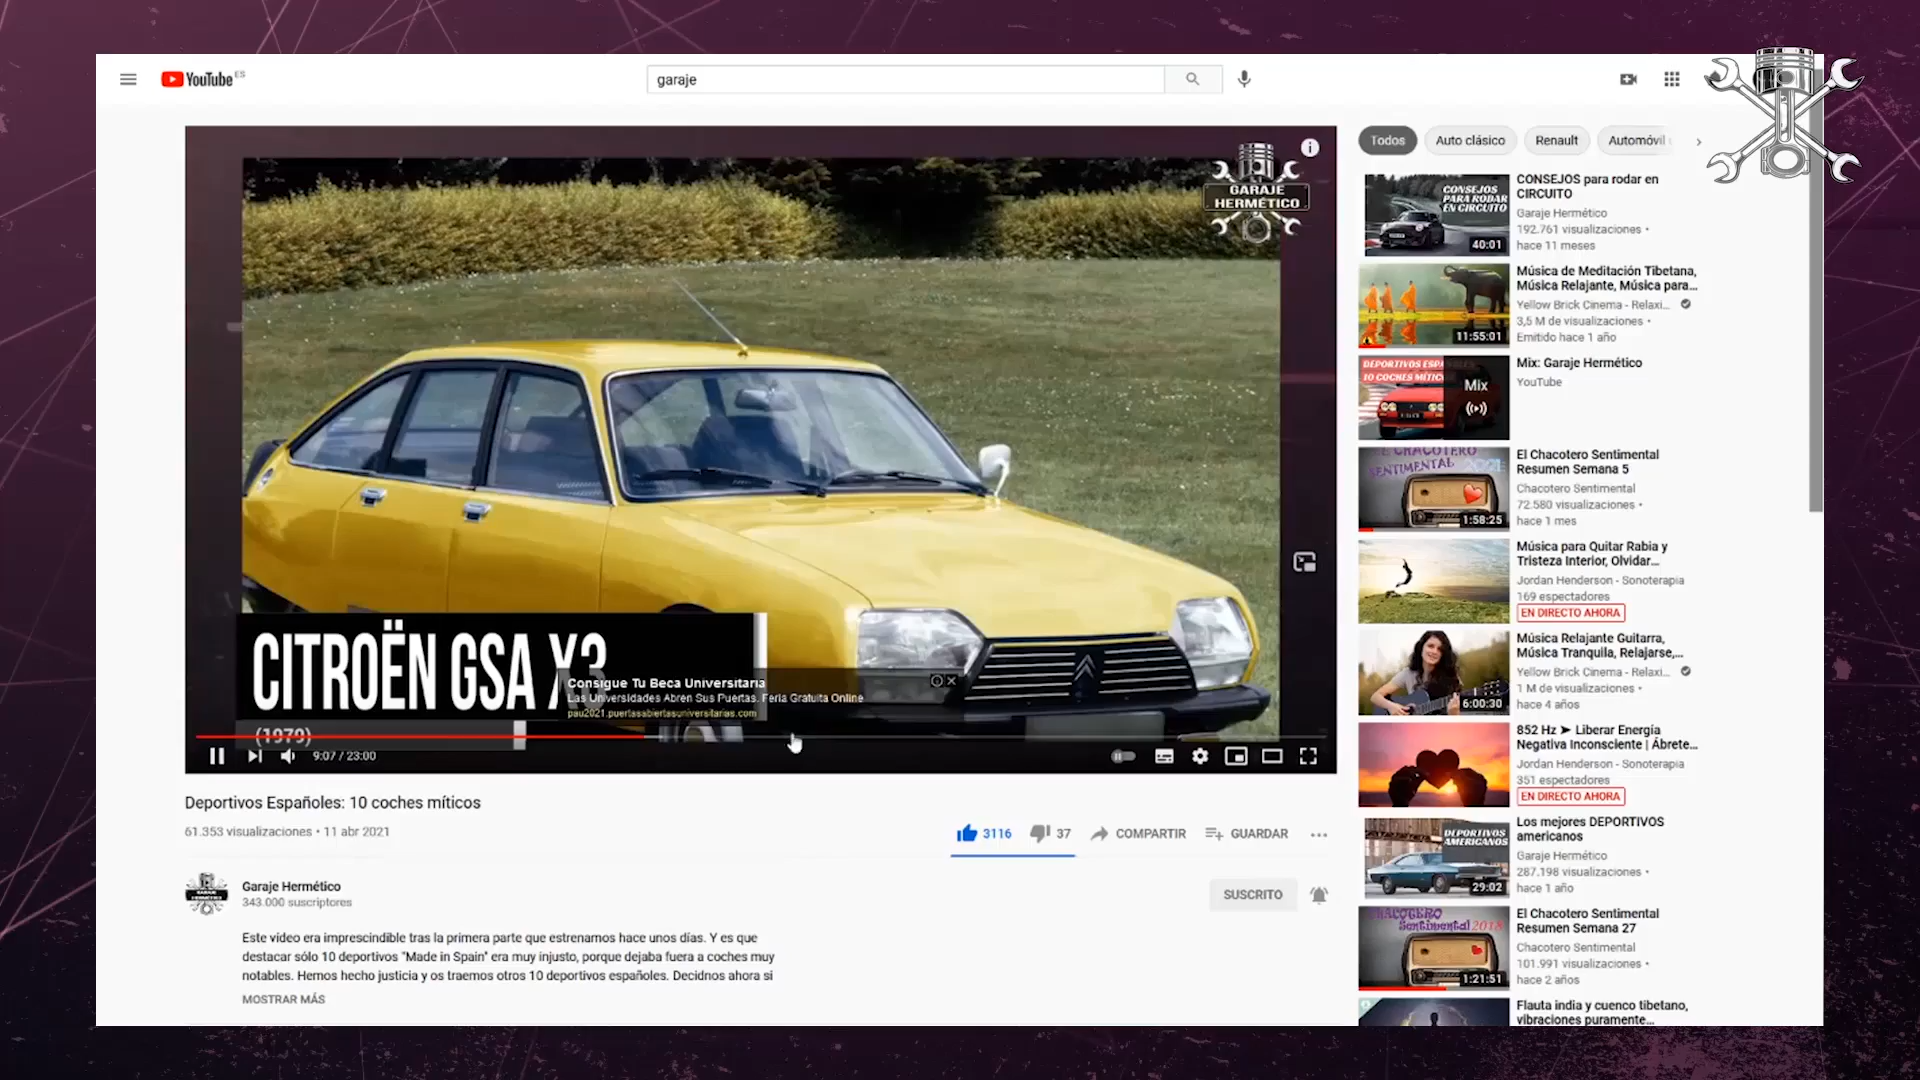 YouTube ES
garaje
GARAJE
HERMÉTICO
CITROËN GSA X3
(1979)
Consigue Tu Beca Universitaria
Las Universidades Abren Sus Puertas. Feria Gratuita Online
pau2021.puertasabiertasuniversitarias.com
9:07 / 23:00
Deportivos Españoles: 10 coches míticos
61.353 visualizaciones • 11 abr 2021
3116
37
COMPARTIR
GUARDAR
Garaje Hermético
343.000 suscriptores
SUSCRITO
Este video era imprescindible tras la primera parte que estrenamos hace unos días. Y es que
destacar sólo 10 deportivos "Made in Spain" era muy injusto, porque dejaba fuera a coches muy
notables. Hemos hecho justicia y os traemos otros 10 deportivos españoles. Decidnos ahora si
MOSTRAR MÁS
Todos
Auto clásico
Renault
Automóvil
CONSEJOS
PARA RODAR
EN CIRCUITO
40:01
CONSEJOS para rodar en
CIRCUITO
Garaje Hermético
192.761 visualizaciones •
hace 11 meses
11:55:01
Música de Meditación Tibetana,
Música Relajante, Música para...
Yellow Brick Cinema - Relaxi...
3,5 M de visualizaciones •
Emitido hace 1 año
DEPORTIVOS
10 COCHES
Mix
Mix: Garaje Hermético
YouTube
EL CHACOTERO
SENTIMENTAL 2021
1:58:25
El Chacotero Sentimental
Resumen Semana 5
Chacotero Sentimental
72.580 visualizaciones •
hace 1 mes
Música para Quitar Rabia y
Tristeza Interior, Olvidar...
Jordan Henderson - Sonoterapia
169 espectadores
EN DIRECTO AHORA
6:00:30
Música Relajante Guitarra,
Música Tranquila, Relajarse,...
Yellow Brick Cinema - Relaxi...
1 M de visualizaciones •
hace 4 años
852 Hz ➤ Liberar Energía
Negativa Inconsciente | Ábrete...
Jordan Henderson - Sonoterapia
351 espectadores
EN DIRECTO AHORA
DEPORTIVOS
AMERICANOS
29:02
Los mejores DEPORTIVOS
americanos
Garaje Hermético
287.198 visualizaciones •
hace 1 año
CHACOTERO
Sentimental 2018
1:21:51
El Chacotero Sentimental
Resumen Semana 27
Chacotero Sentimental
101.991 visualizaciones •
hace 2 años
Flauta india y cuenco tibetano,
vibraciones puramente...